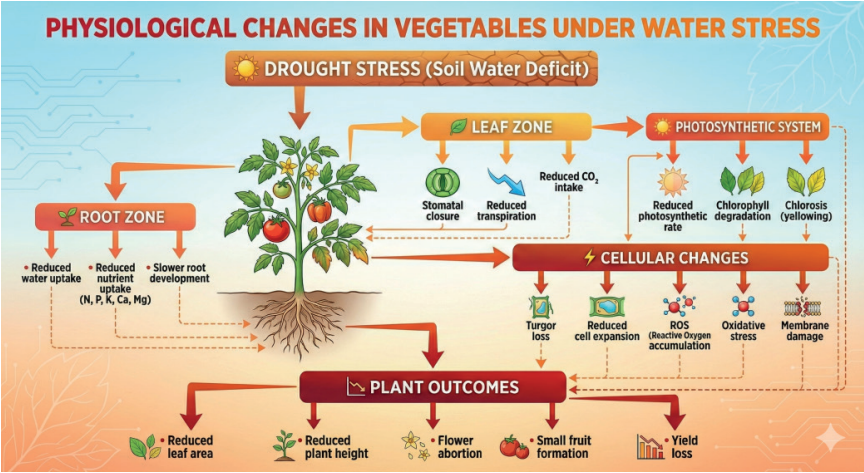 PHYSIOLOGICAL CHANGES IN VEGETABLES UNDER WATER STRESS
DROUGHT STRESS (Soil Water Deficit)
LEAF ZONE
Stomatal
closure
Reduced
transpiration
Reduced CO₂
intake
PHOTOSYNTHETIC SYSTEM
Reduced
photosynthetic
rate
Chlorophyll
degradation
Chlorosis
(yellowing)
ROOT ZONE
• Reduced
water uptake
• Reduced
nutrient
uptake
(N, P, K, Ca, Mg)
• Slower root
development
CELLULAR CHANGES
Turgor
loss
Reduced
cell expansion
ROS
(Reactive Oxygen
accumulation
Oxidative
stress
Membrane
damage
PLANT OUTCOMES
• Reduced
leaf area
• Reduced
plant height
• Flower
abortion
• Small fruit
formation
• Yield
loss